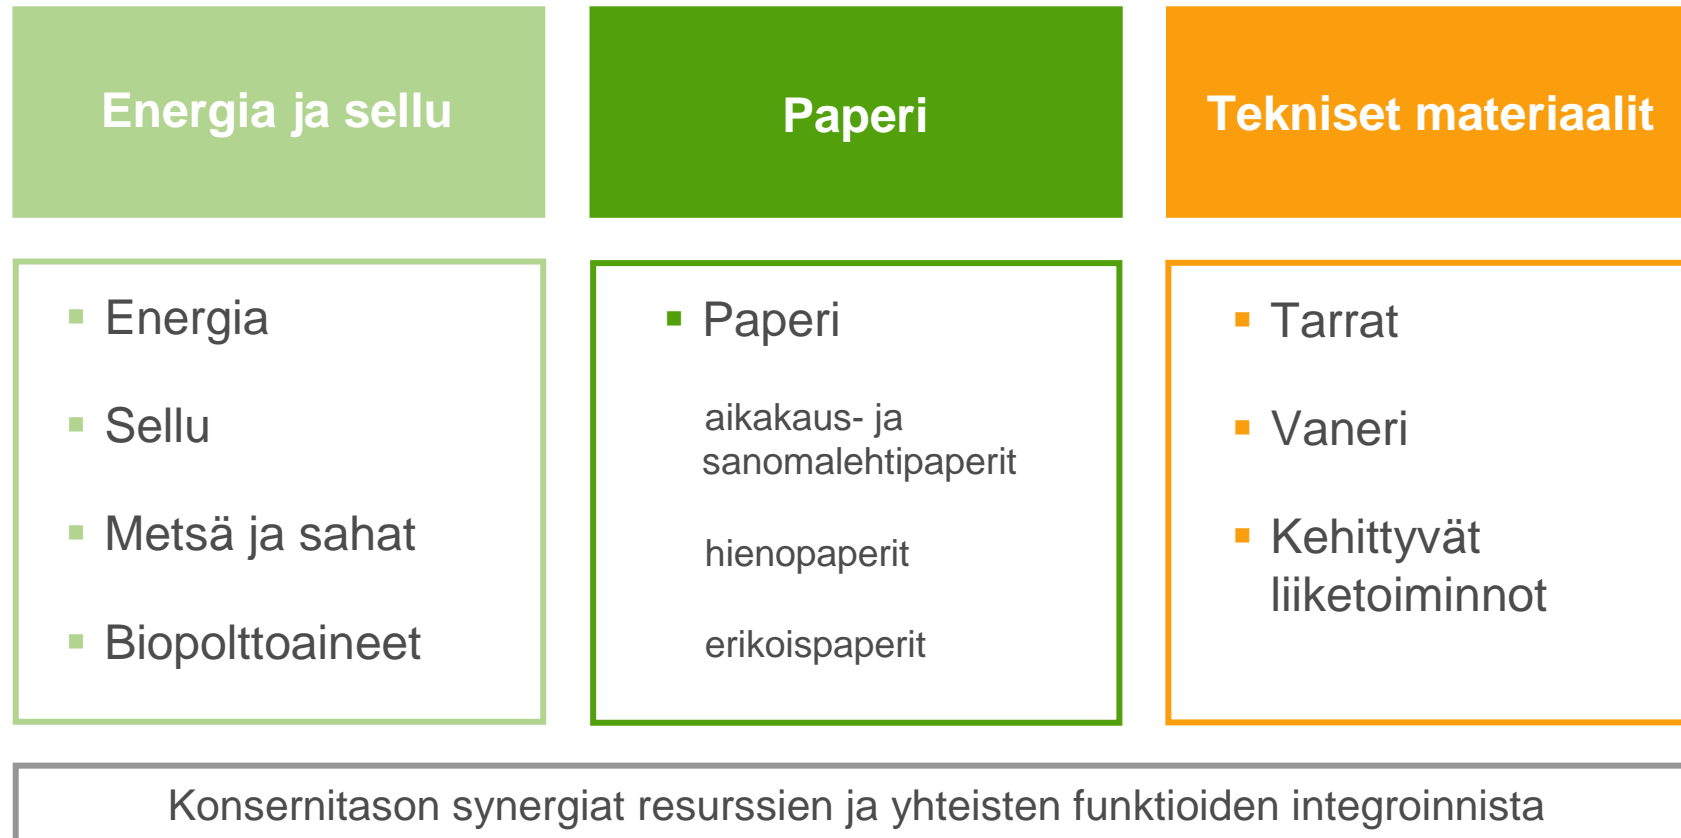 Energia ja sellu
Paperi
Tekniset materiaalit
Energia
Sellu
Metsä ja sahat
Biopolttoaineet
Paperi
aikakaus- ja
sanomalehtipaperit
hienopaperit
erikoispaperit
Tarrat
Vaneri
Kehittyvät
liiketoiminnot
Konsernitason synergiat resurssien ja yhteisten funktioiden integroinnista